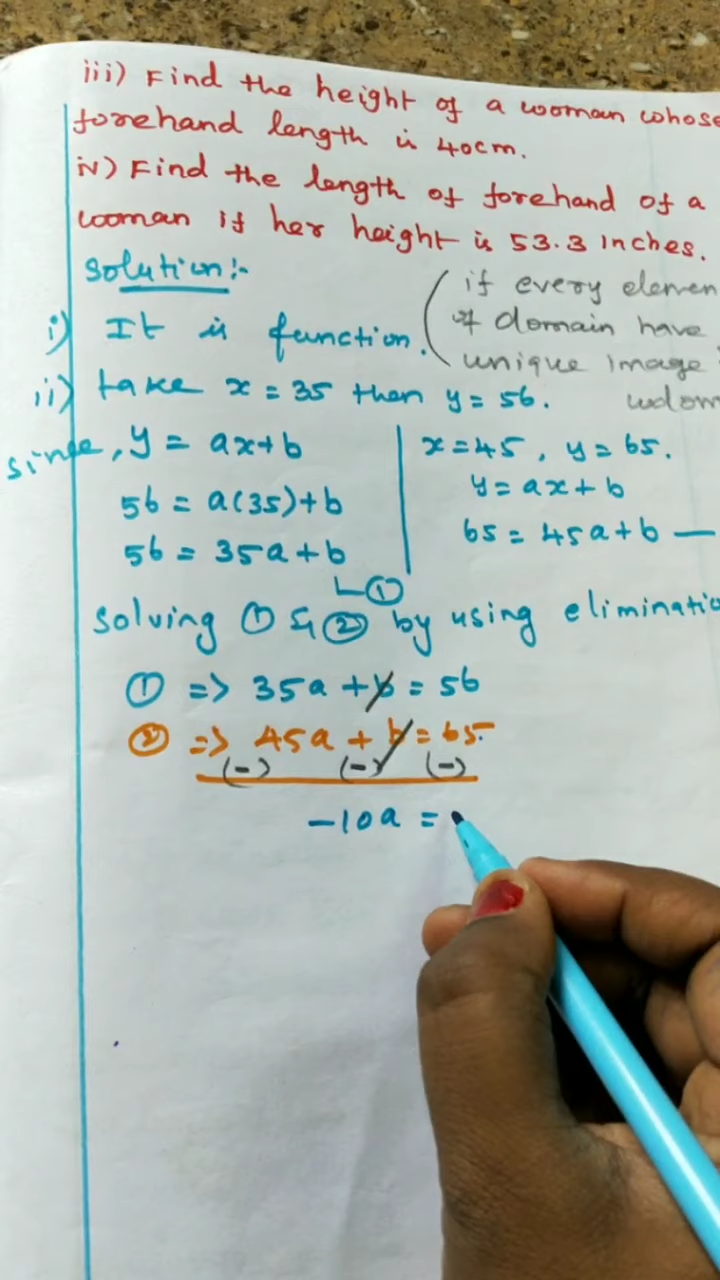 iii) Find the height of a woman whose
forehand length is 40cm.
iv) Find the length of forehand of a
woman if her height is 53.3 inches.
Solution:-
i) It is function. (if every elemen
of domain have
unique image
ii) take x = 35 then y = 56.
since, y = ax+b
56 = a(35)+b
56 = 35a+b
①
x=45, y=65.
y=ax+b
65 = 45a+b —
Solving ① & ② by using eliminatio
① => 35a + b = 56
② => 45a + b = 65
(-) (-) (-)
-10a =